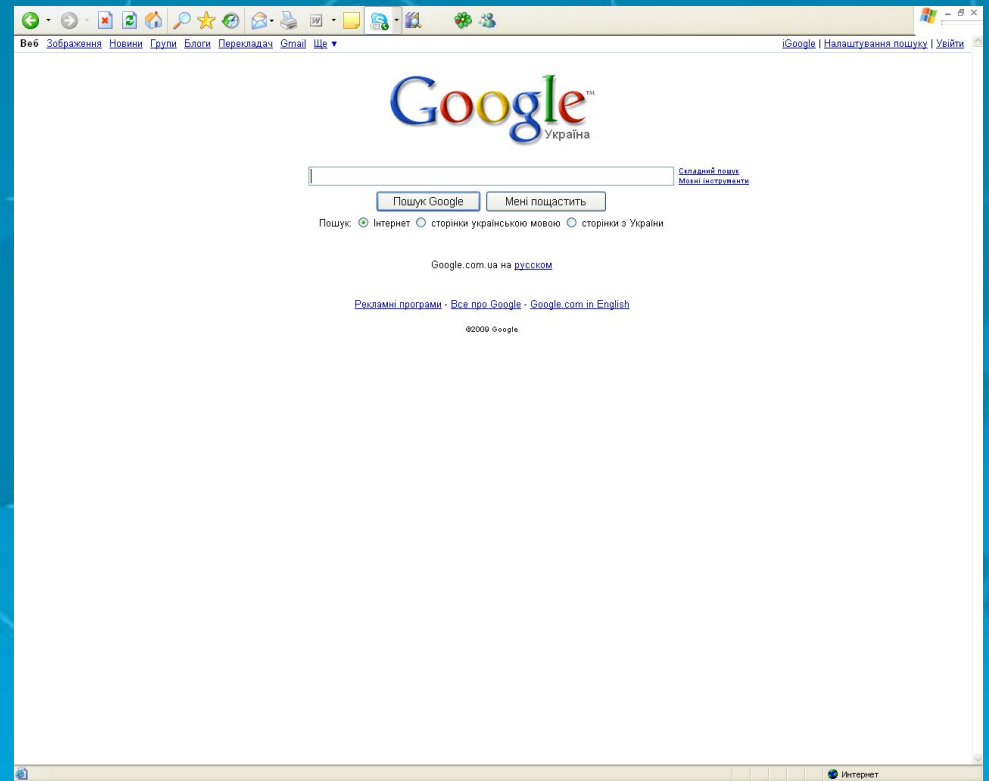 Веб Зображення Новини Групи Блоги Перекладач Gmail Ще ▼ iGoogle | Налаштування пошуку | Увійти
Google™
Україна
Складний пошук
Мовні інструменти
Пошук Google Мені пощастить
Пошук: Інтернет сторінки українською мовою сторінки з України
Google.com.ua на русском
Рекламні програми - Все про Google - Google.com in English
©2009 Google
Интернет